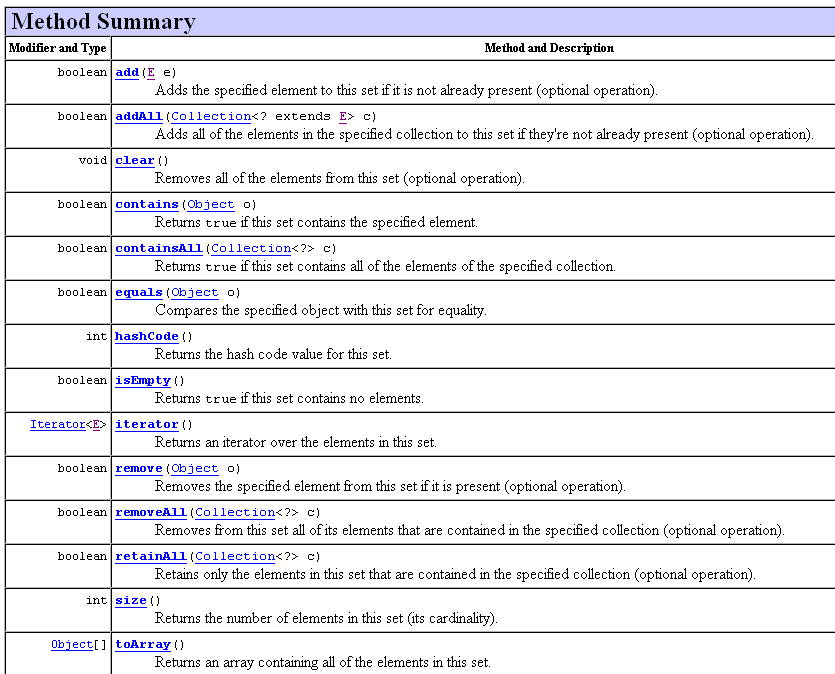 Method Summary
Modifier and Type Method and Description
boolean add(E e)
Adds the specified element to this set if it is not already present (optional operation).
boolean addAll(Collection<? extends E> c)
Adds all of the elements in the specified collection to this set if they're not already present (optional operation).
void clear()
Removes all of the elements from this set (optional operation).
boolean contains(Object o)
Returns true if this set contains the specified element.
boolean containsAll(Collection<?> c)
Returns true if this set contains all of the elements of the specified collection.
boolean equals(Object o)
Compares the specified object with this set for equality.
int hashCode()
Returns the hash code value for this set.
boolean isEmpty()
Returns true if this set contains no elements.
Iterator<E> iterator()
Returns an iterator over the elements in this set.
boolean remove(Object o)
Removes the specified element from this set if it is present (optional operation).
boolean removeAll(Collection<?> c)
Removes from this set all of its elements that are contained in the specified collection (optional operation).
boolean retainAll(Collection<?> c)
Retains only the elements in this set that are contained in the specified collection (optional operation).
int size()
Returns the number of elements in this set (its cardinality).
Object[] toArray()
Returns an array containing all of the elements in this set.